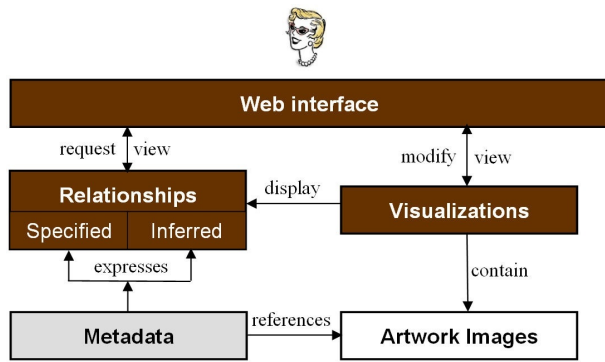 Web interface
request view
modify view
Relationships
display
Visualizations
Specified Inferred
expresses
contain
Metadata
references
Artwork Images